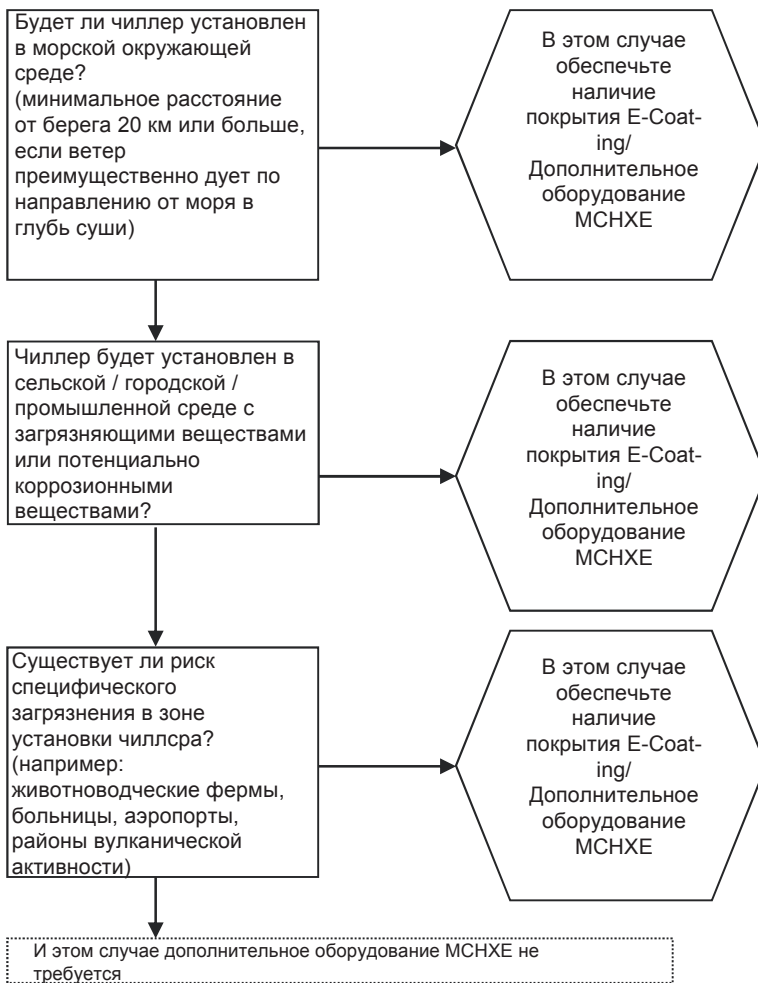 Будет ли чиллер установлен
в морской окружающей
среде?
(минимальное расстояние
от берега 20 км или больше,
если ветер
преимущественно дует по
направлению от моря в
глубь суши)
В этом случае
обеспечьте
наличие
покрытия E-Coat-
ing/
Дополнительное
оборудование
MCHXE
Чиллер будет установлен в
сельской / городской /
промышленной среде с
загрязняющими веществами
или потенциально
коррозионными
веществами?
В этом случае
обеспечьте
наличие
покрытия E-Coat-
ing/
Дополнительное
оборудование
MCHXE
Существует ли риск
специфического
загрязнения в зоне
установки чиллсра?
(например:
животноводческие фермы,
больницы, аэропорты,
районы вулканической
активности)
В этом случае
обеспечьте
наличие
покрытия E-Coat-
ing/
Дополнительное
оборудование
MCHXE
И этом случае дополнительное оборудование MCHXE не
требуется